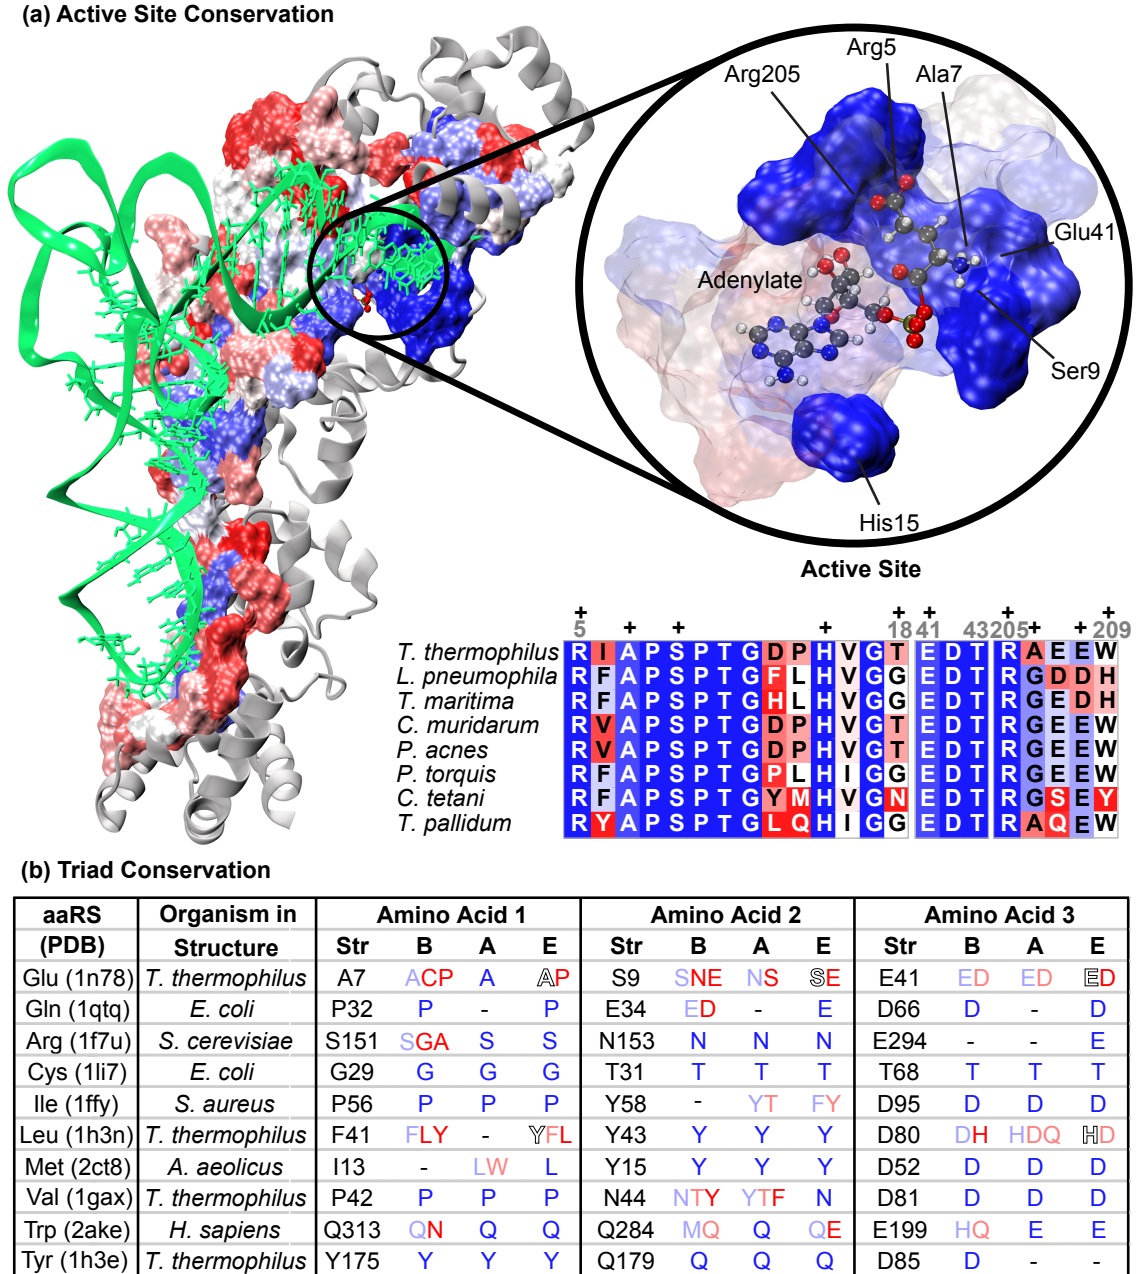 (a) Active Site Conservation
Arg5
Arg205
Ala7
Glu41
Adenylate
Ser9
His15
Active Site
+ + + + +
5 + + + 18 41 43 205 + + 209
T. thermophilus R I A P S P T G D P H V G T E D T R A E E W
L. pneumophila R F A P S P T G F L H V G G E D T R G D D H
T. maritima R F A P S P T G H L H V G G E D T R G E D H
C. muridarum R V A P S P T G D P H V G T E D T R G E E W
P. acnes R V A P S P T G D P H V G T E D T R G E E W
P. torquis R F A P S P T G P L H I G G E D T R G E E W
C. tetani R F A P S P T G Y M H V G N E D T R G S E Y
T. pallidum R Y A P S P T G L Q H I G G E D T R A Q E W
(b) Triad Conservation
aaRS Organism in Amino Acid 1 Amino Acid 2 Amino Acid 3
(PDB) Structure Str B A E Str B A E Str B A E
Glu (1n78) T. thermophilus A7 ACP A AP S9 SNE NS SE E41 ED ED ED
Gln (1qtq) E. coli P32 P - P E34 ED - E D66 D - D
Arg (1f7u) S. cerevisiae S151 SGA S S N153 N N N E294 - - E
Cys (1li7) E. coli G29 G G G T31 T T T T68 T T T
Ile (1ffy) S. aureus P56 P P P Y58 - YT FY D95 D D D
Leu (1h3n) T. thermophilus F41 FLY - YFL Y43 Y Y Y D80 DH HDQ HD
Met (2ct8) A. aeolicus I13 - LW L Y15 Y Y Y D52 D D D
Val (1gax) T. thermophilus P42 P P P N44 NTY YTF N D81 D D D
Trp (2ake) H. sapiens Q313 QN Q Q Q284 MQ Q QE E199 HQ E E
Tyr (1h3e) T. thermophilus Y175 Y Y Y Q179 Q Q Q D85 D - -